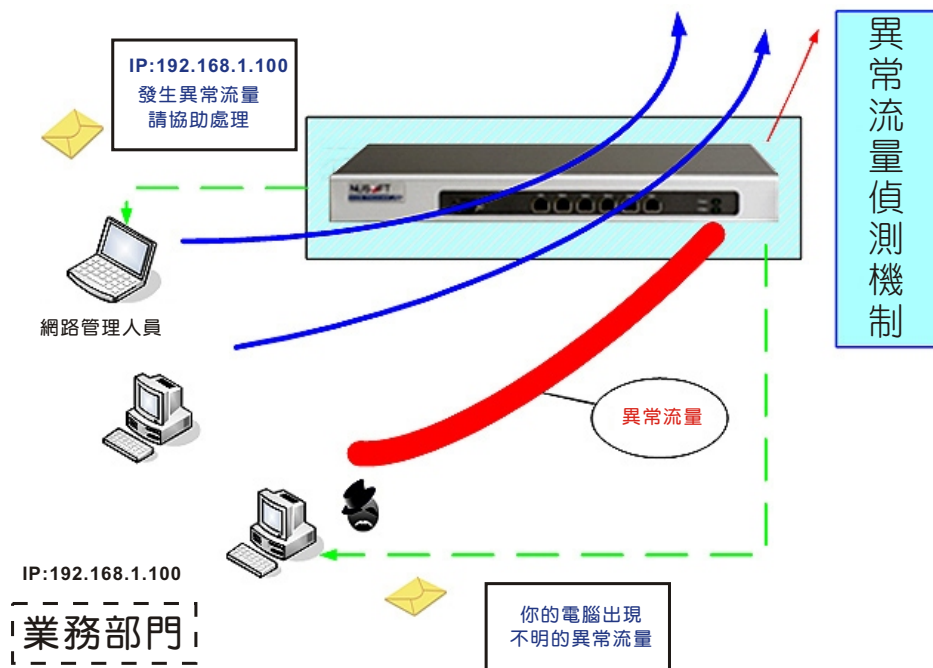 IP:192.168.1.100
發生異常流量
請協助處理
異常流量偵測機制
NUSOFT
網路管理人員
異常流量
IP:192.168.1.100
業務部門
你的電腦出現
不明的異常流量